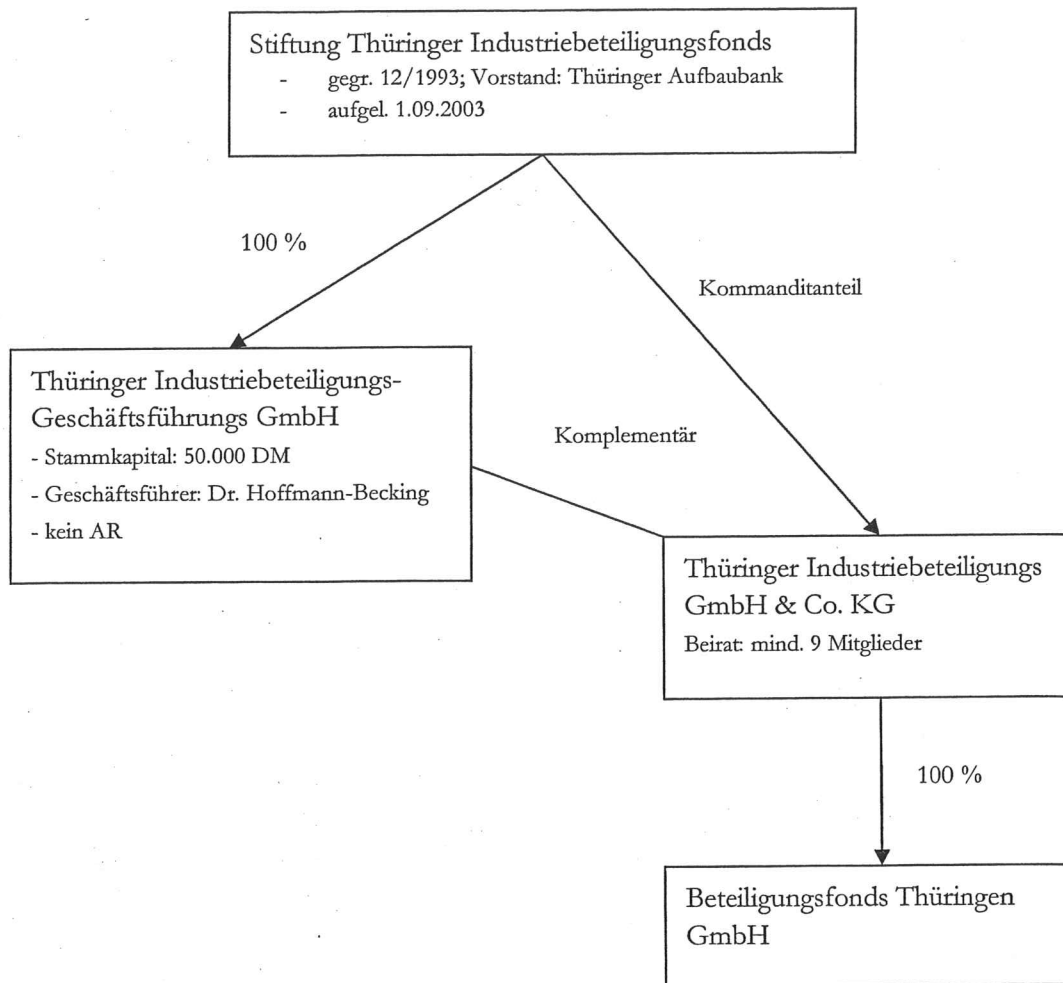 Stiftung Thüringer Industriebeteiligungsfonds
- gegr. 12/1993; Vorstand: Thüringer Aufbaubank
- aufgel. 1.09.2003
100 %
Kommanditanteil
Thüringer Industriebeteiligungs-
Geschäftsführungs GmbH
- Stammkapital: 50.000 DM
- Geschäftsführer: Dr. Hoffmann-Becking
- kein AR
Komplementär
Thüringer Industriebeteiligungs
GmbH & Co. KG
Beirat: mind. 9 Mitglieder
100 %
Beteiligungsfonds Thüringen
GmbH